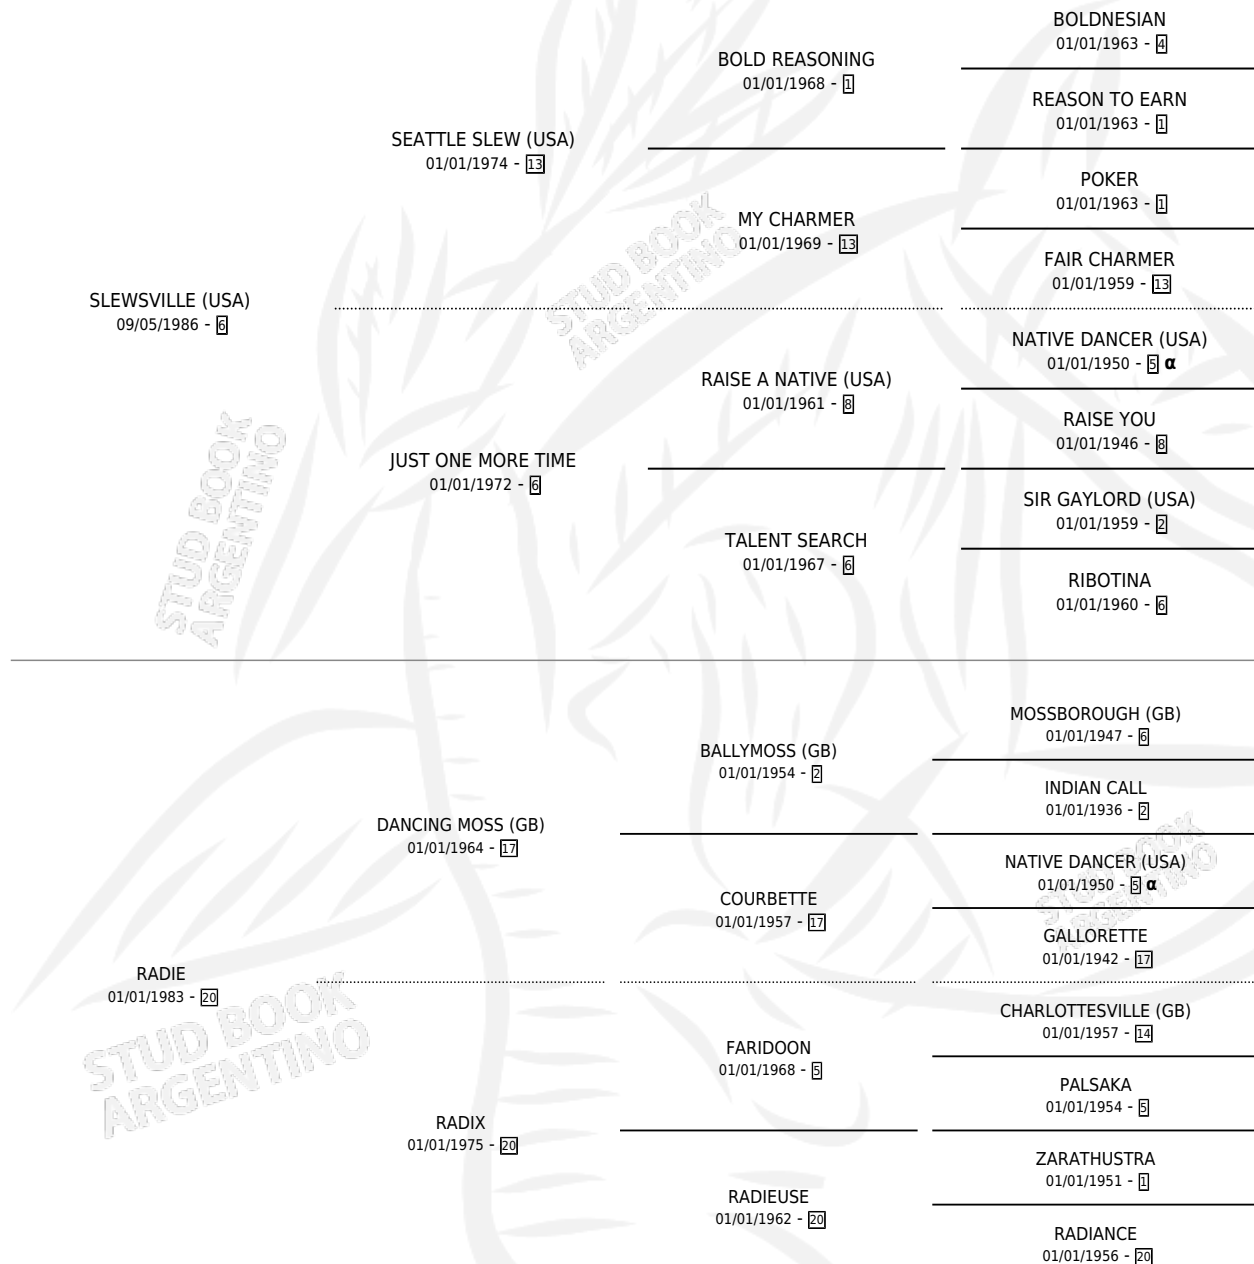 BOLDNESIAN
01/01/1963 - 4
BOLD REASONING
01/01/1968 - 1
REASON TO EARN
01/01/1963 - 1
SEATTLE SLEW (USA)
01/01/1974 - 13
POKER
01/01/1963 - 1
MY CHARMER
01/01/1969 - 13
FAIR CHARMER
01/01/1959 - 13
SLEWSVILLE (USA)
09/05/1986 - 6
NATIVE DANCER (USA)
01/01/1950 - 5 α
RAISE A NATIVE (USA)
01/01/1961 - 8
RAISE YOU
01/01/1946 - 8
JUST ONE MORE TIME
01/01/1972 - 6
SIR GAYLORD (USA)
01/01/1959 - 2
TALENT SEARCH
01/01/1967 - 6
RIBOTINA
01/01/1960 - 6
MOSSBOROUGH (GB)
01/01/1947 - 6
BALLYMOSS (GB)
01/01/1954 - 2
INDIAN CALL
01/01/1936 - 2
DANCING MOSS (GB)
01/01/1964 - 17
NATIVE DANCER (USA)
01/01/1950 - 5 α
COURBETTE
01/01/1957 - 17
GALLORETTE
01/01/1942 - 17
RADIE
01/01/1983 - 20
CHARLOTTESVILLE (GB)
01/01/1957 - 14
FARIDOON
01/01/1968 - 5
PALSAKA
01/01/1954 - 5
RADIX
01/01/1975 - 20
ZARATHUSTRA
01/01/1951 - 1
RADIEUSE
01/01/1962 - 20
RADIANCE
01/01/1956 - 20
STUD BOOK
ARGENTINO
STUD BOOK
ARGENTINO
STUD BOOK
ARGENTINO
STUD BOOK
ARGENTINO